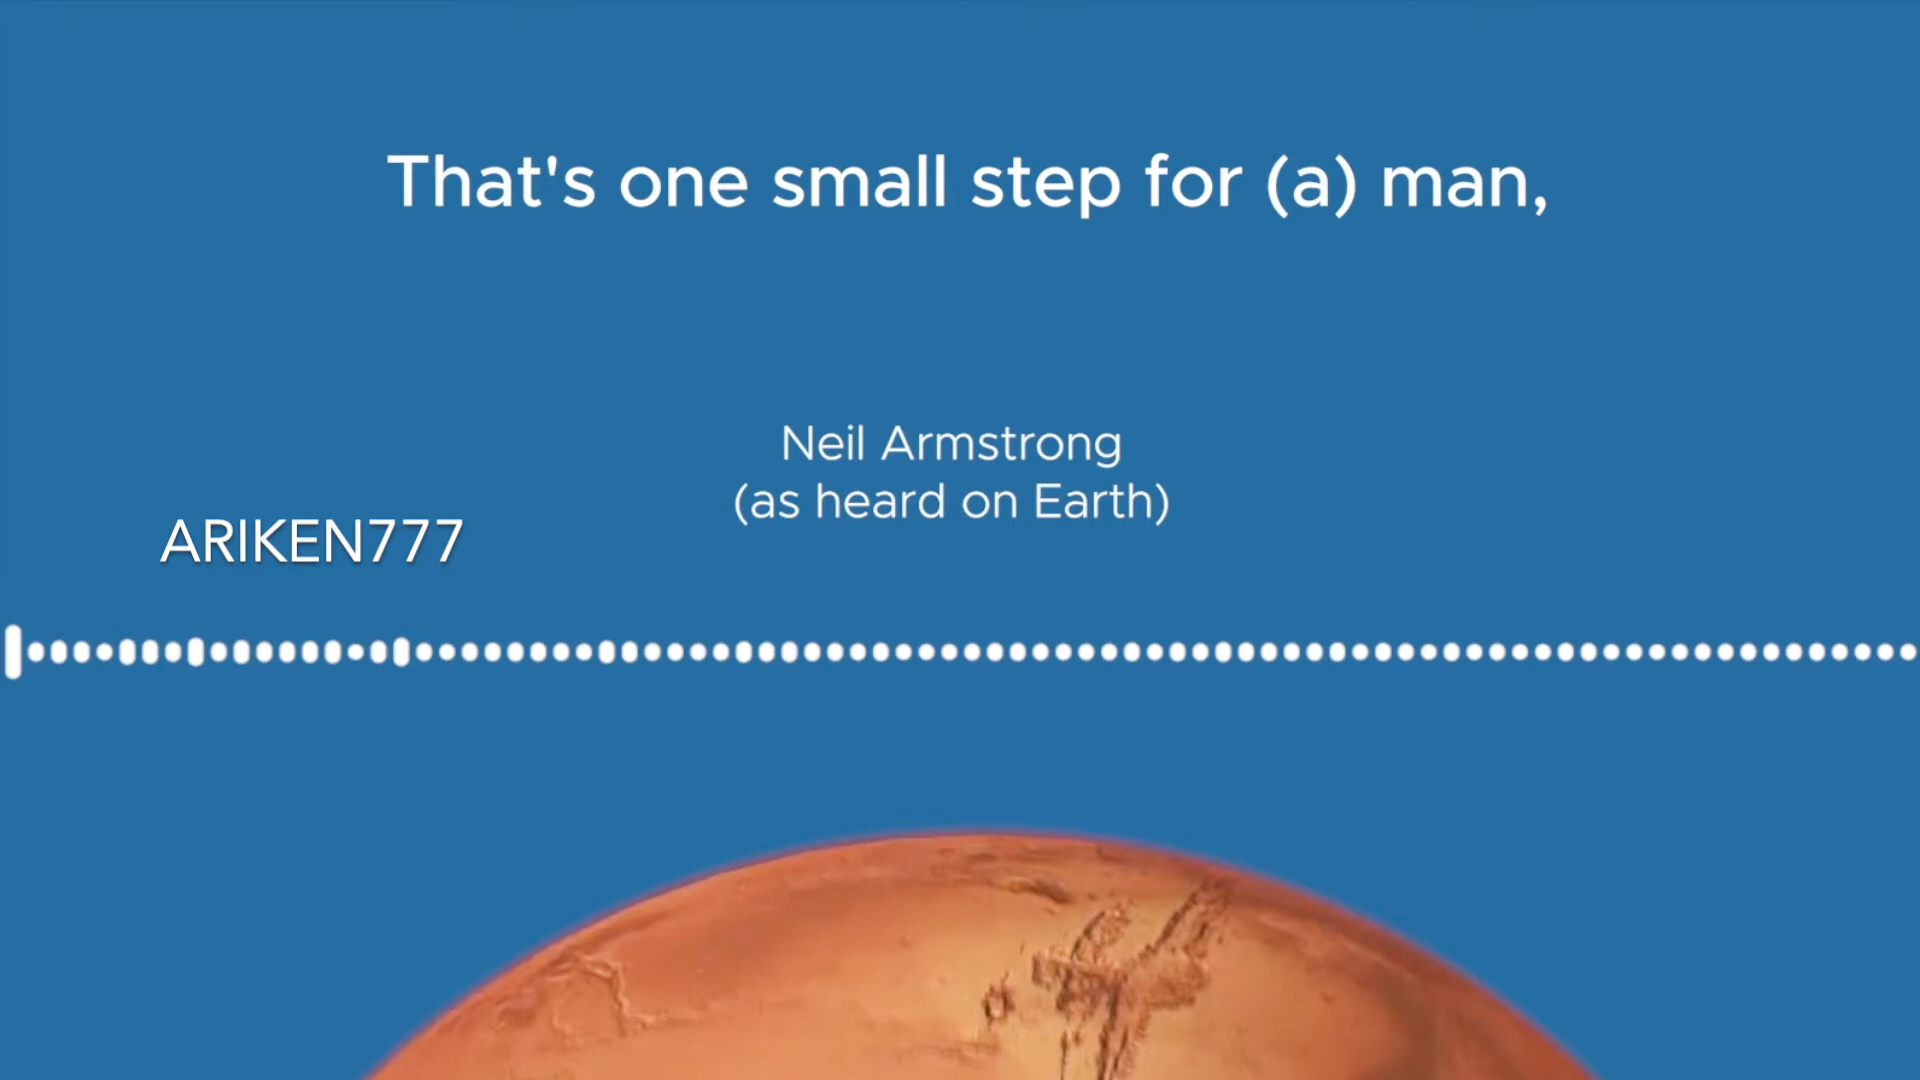 That's one small step for (a) man,
Neil Armstrong
(as heard on Earth)
ARIKEN777